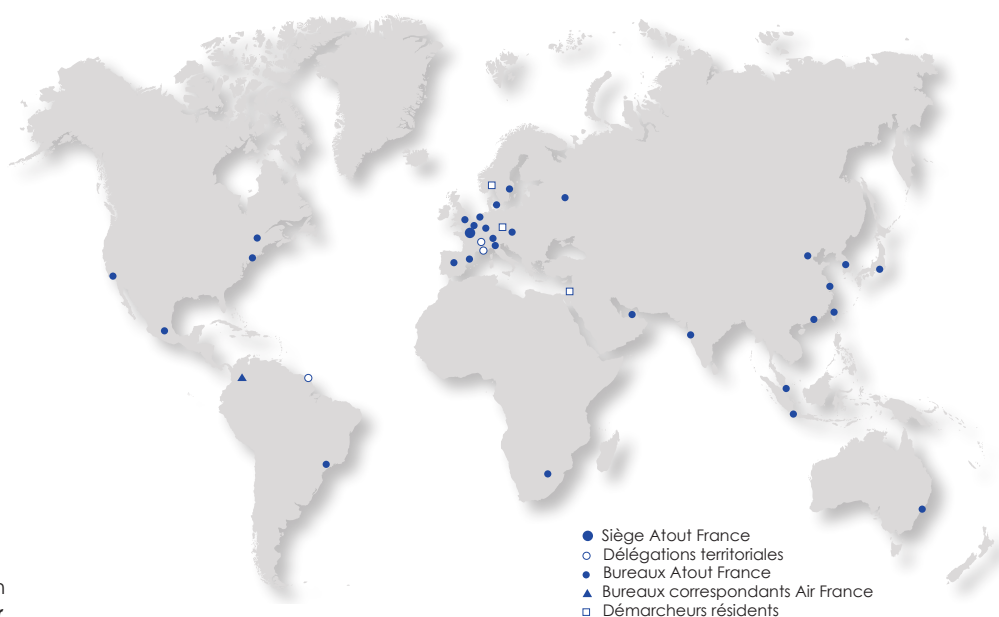 Siège Atout France
Délégations territoriales
Bureaux Atout France
Bureaux correspondants Air France
Démarcheurs résidents
n
r